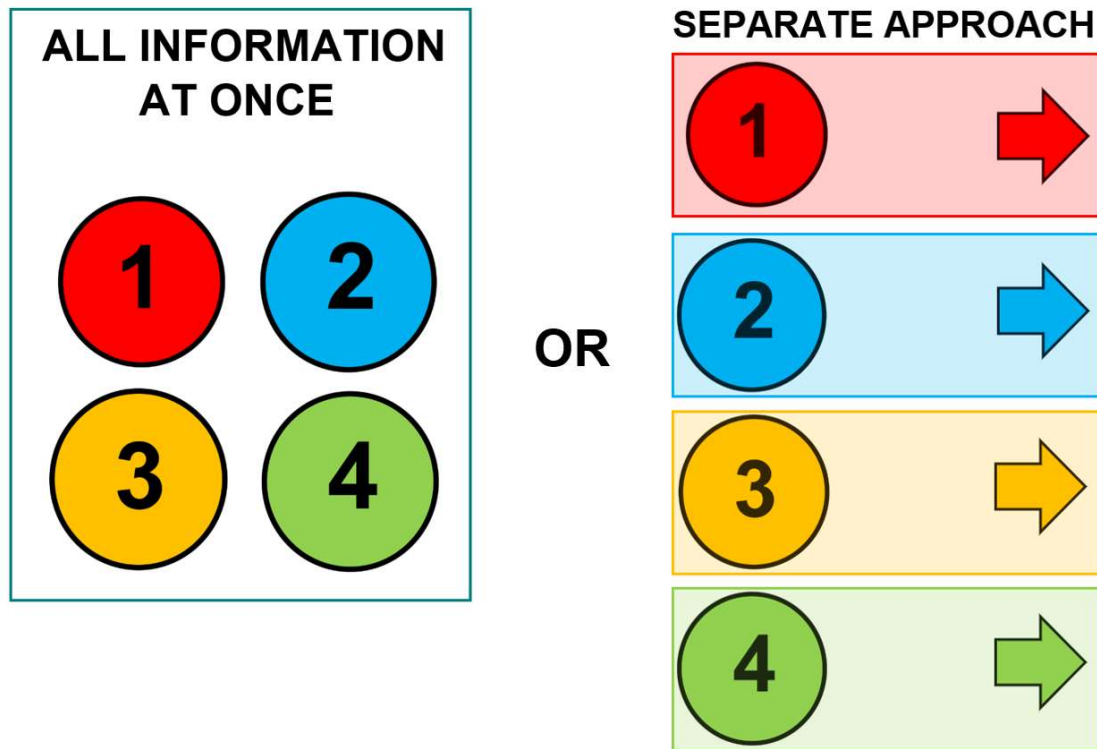 ALL INFORMATION
AT ONCE
1 2
3 4
OR
SEPARATE APPROACH
1
2
3
4